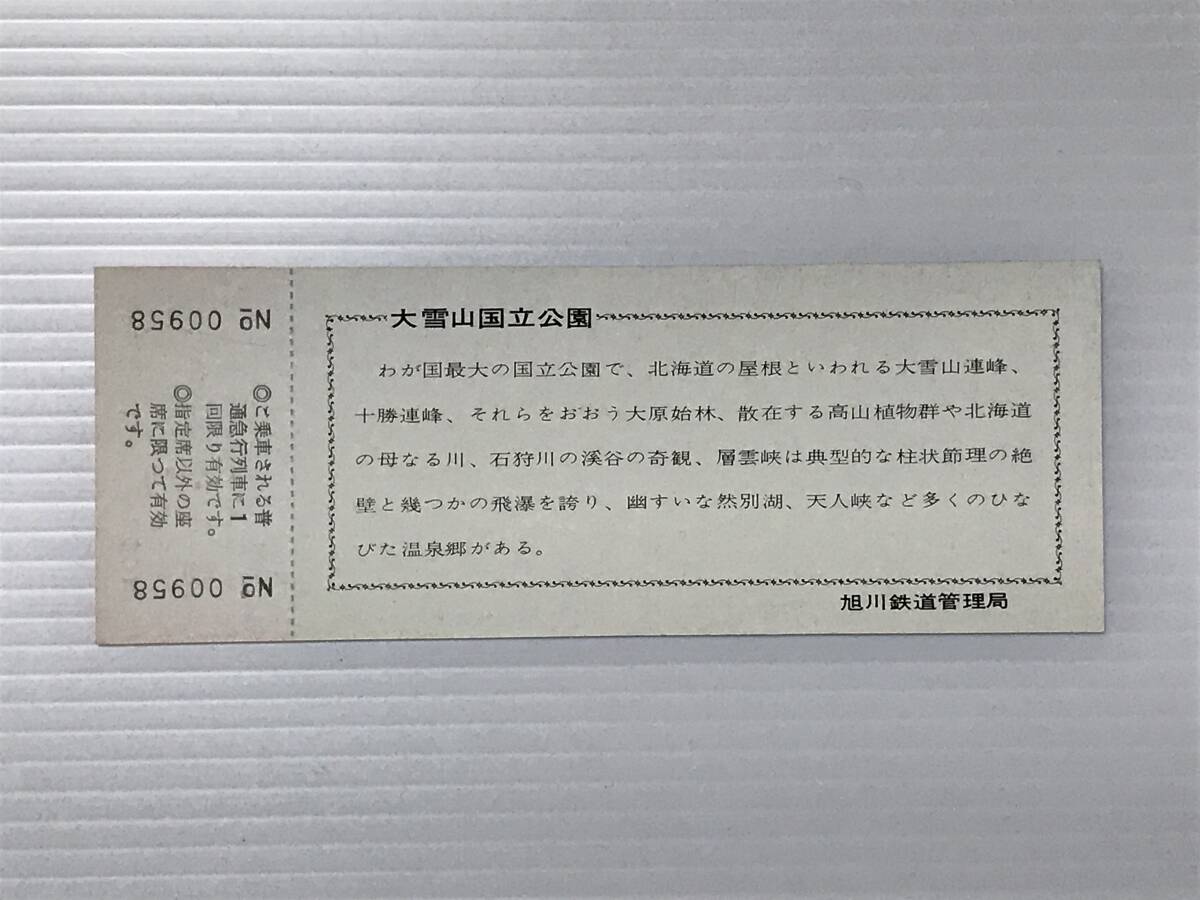 大雪山国立公園
わが国最大の国立公園で、北海道の屋根といわれる大雪山連峰、
十勝連峰、それらをおおう大原始林、散在する高山植物群や北海道
の母なる川、石狩川の溪谷の奇観、層雲峡は典型的な柱状節理の絶
壁と幾つかの飛瀑を誇り、幽すいな然別湖、天人峡など多くのひな
びた温泉郷がある。
旭川鉄道管理局
№ 00958
◎ご乗車される普
通急行列車に1
回限り有効です。
◎指定席以外の座
席に限つて有効
です。
№ 00958